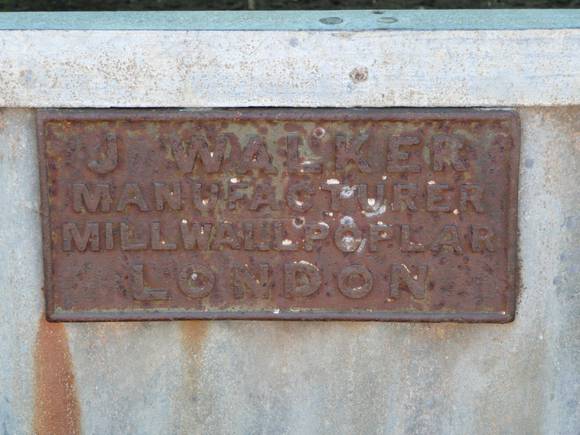 J WALKER
MANUFACTURER
MILLWALL POPLAR
LONDON